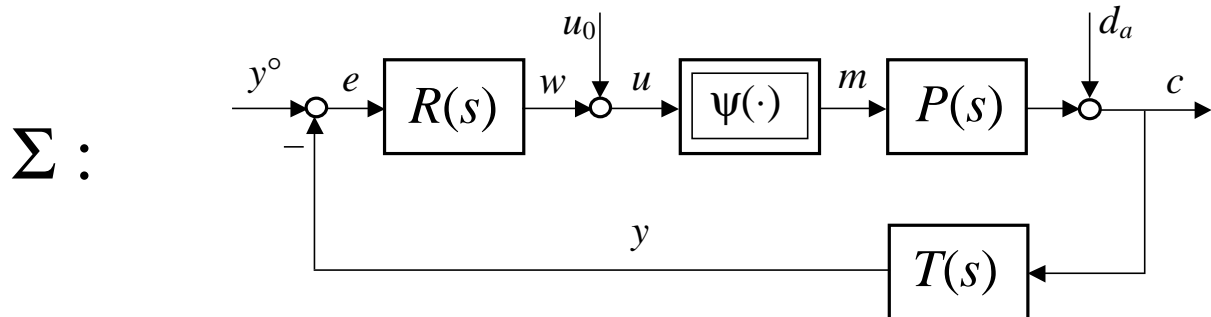 u₀ dₐ
y° e R(s) w u ψ(·) m P(s) c
Σ :
−
y
T(s)